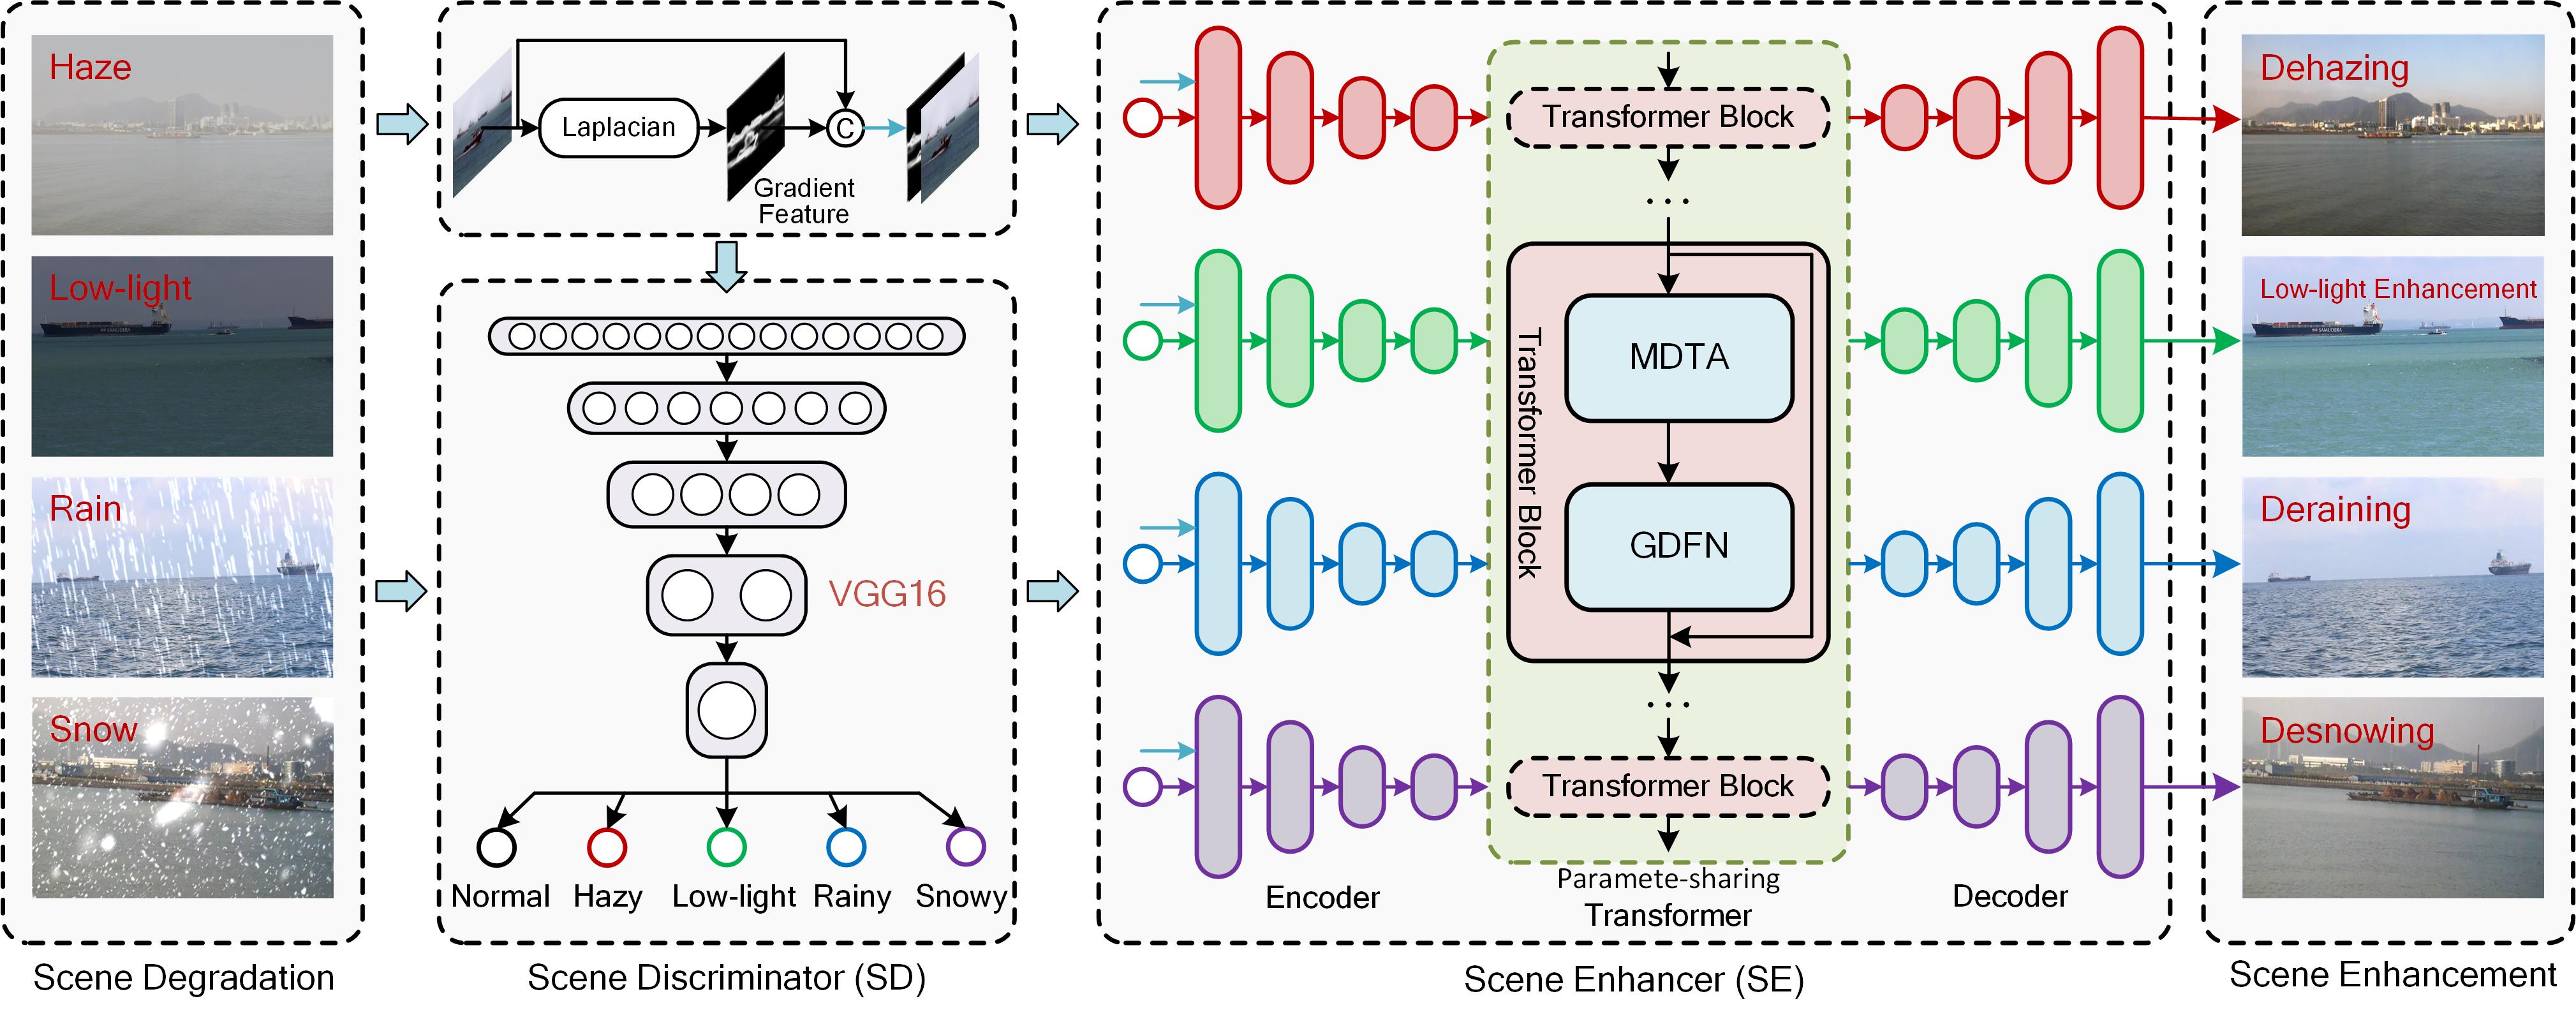 Haze
Low-light
Rain
Snow
Scene Degradation
Laplacian
C
Gradient
Feature
VGG16
Normal
Hazy
Low-light
Rainy
Snowy
Scene Discriminator (SD)
Transformer Block
...
Transformer Block
MDTA
GDFN
...
Transformer Block
Encoder
Paramete-sharing
Transformer
Decoder
Scene Enhancer (SE)
Dehazing
Low-light Enhancement
Deraining
Desnowing
Scene Enhancement